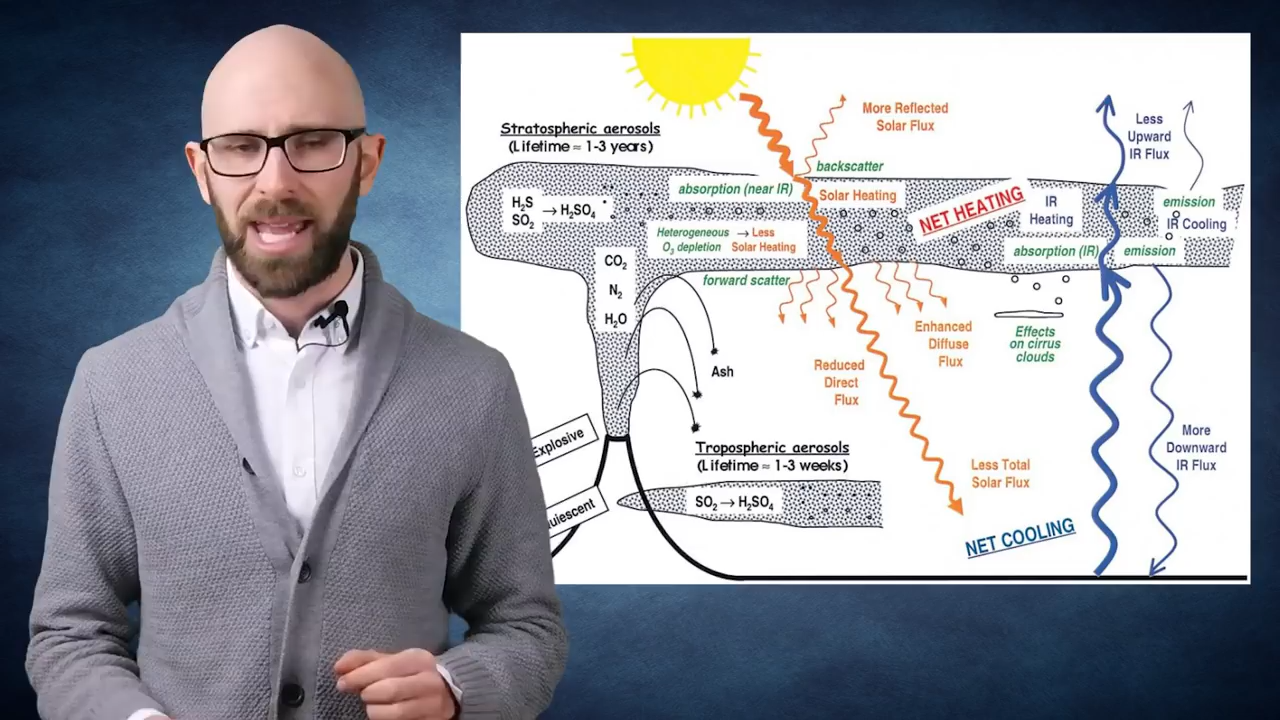 Stratospheric aerosols
(Lifetime ≈ 1-3 years)
More Reflected
Solar Flux
Less
Upward
IR Flux
backscatter
absorption (near IR)
Solar Heating
NET HEATING
IR
Heating
emission
IR Cooling
H₂S
SO₂ → H₂SO₄
Heterogeneous → Less
O₃ depletion Solar Heating
absorption (IR)
emission
CO₂
N₂
H₂O
forward scatter
Effects
on cirrus
clouds
Enhanced
Diffuse
Flux
Reduced
Direct
Flux
Ash
Explosive
Tropospheric aerosols
(Lifetime ≈ 1-3 weeks)
SO₂ → H₂SO₄
Less Total
Solar Flux
More
Downward
IR Flux
NET COOLING